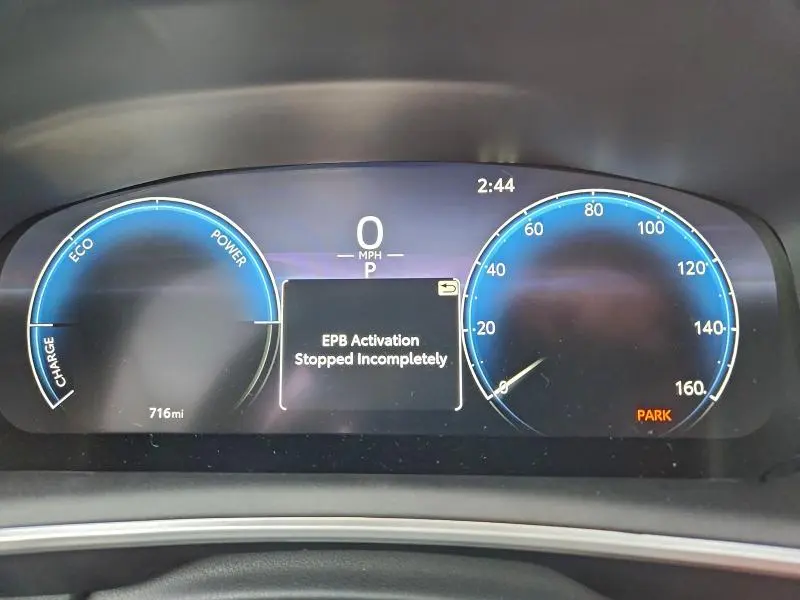 2:44
ECO
POWER
CHARGE
716mi
0
MPH
P
EPB Activation
Stopped Incompletely
0
20
40
60
80
100
120
140
160
PARK